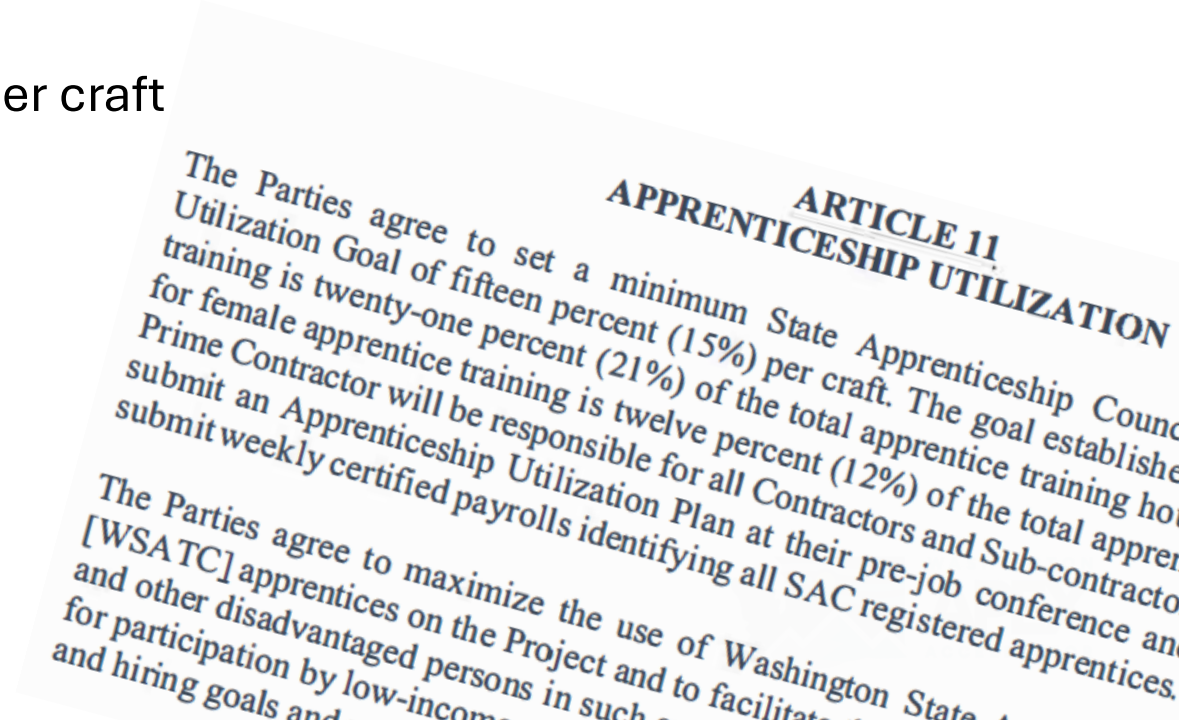 er craft
ARTICLE 11
APPRENTICESHIP UTILIZATION
The Parties agree to set a minimum State Apprenticeship Counc
Utilization Goal of fifteen percent (15%) per craft. The goal establishe
training is twenty-one percent (21%) of the total apprentice training hou
for female apprentice training is twelve percent (12%) of the total appren
Prime Contractor will be responsible for all Contractors and Sub-contracto
submit an Apprenticeship Utilization Plan at their pre-job conference and
submit weekly certified payrolls identifying all SAC registered apprentices.
The Parties agree to maximize the use of Washington State
[WSATC] apprentices on the Project and to facilitate
and other disadvantaged persons in such
for participation by low-income
and hiring goals and